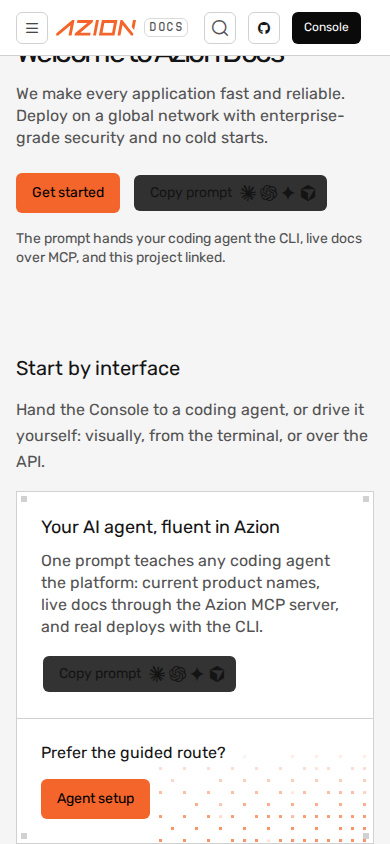 AZION DOCS Console
Welcome to Azion Docs
We make every application fast and reliable.
Deploy on a global network with enterprise-
grade security and no cold starts.
Get started Copy prompt
The prompt hands your coding agent the CLI, live docs
over MCP, and this project linked.
Start by interface
Hand the Console to a coding agent, or drive it
yourself: visually, from the terminal, or over the
API.
Your AI agent, fluent in Azion
One prompt teaches any coding agent
the platform: current product names,
live docs through the Azion MCP server,
and real deploys with the CLI.
Copy prompt
Prefer the guided route?
Agent setup